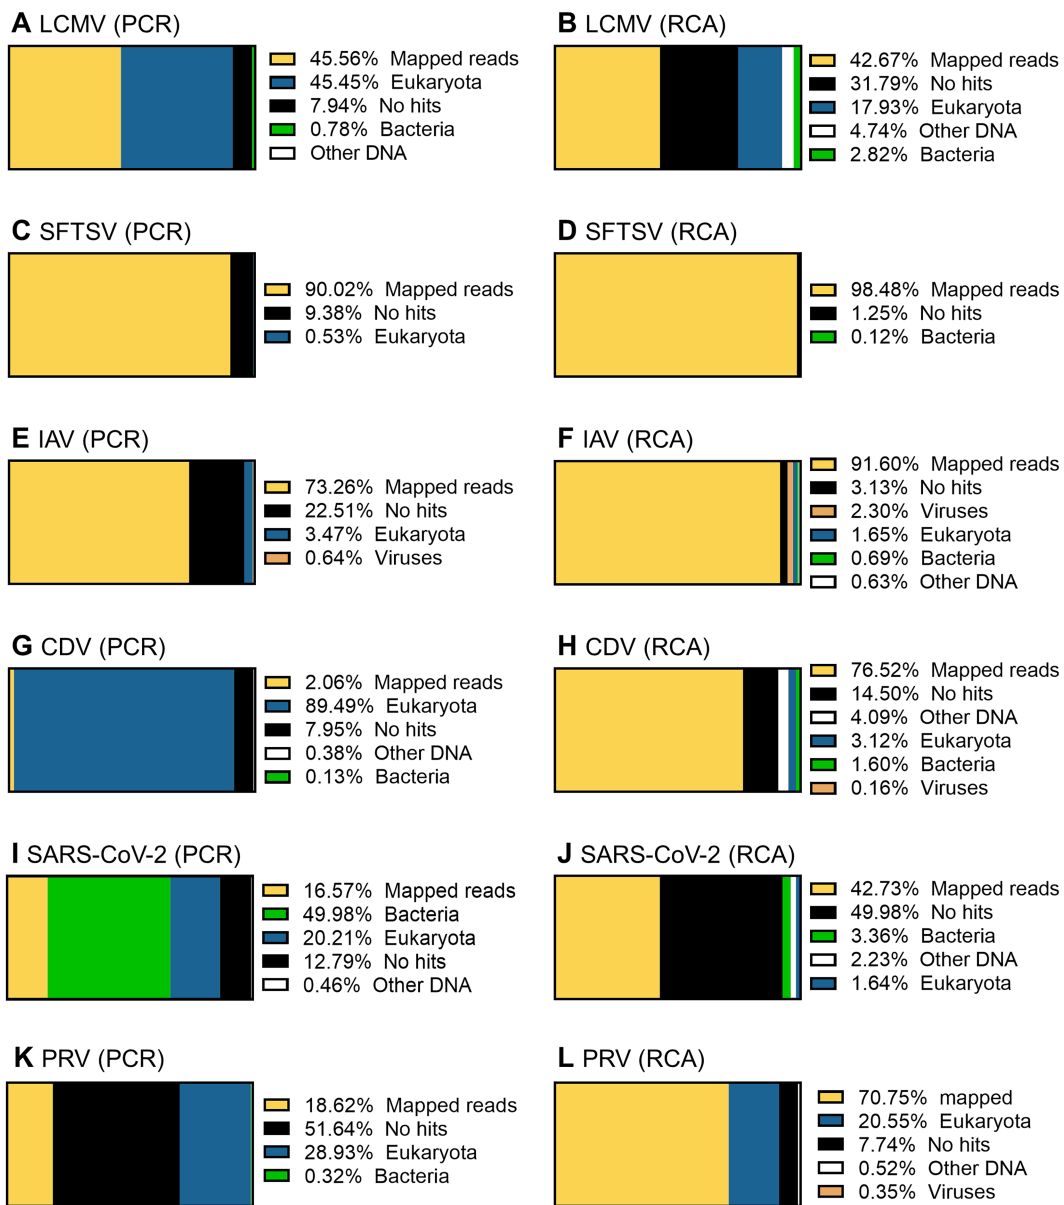 A LCMV (PCR)
45.56% Mapped reads
45.45% Eukaryota
7.94% No hits
0.78% Bacteria
Other DNA
B LCMV (RCA)
42.67% Mapped reads
31.79% No hits
17.93% Eukaryota
4.74% Other DNA
2.82% Bacteria
C SFTSV (PCR)
90.02% Mapped reads
9.38% No hits
0.53% Eukaryota
D SFTSV (RCA)
98.48% Mapped reads
1.25% No hits
0.12% Bacteria
E IAV (PCR)
73.26% Mapped reads
22.51% No hits
3.47% Eukaryota
0.64% Viruses
F IAV (RCA)
91.60% Mapped reads
3.13% No hits
2.30% Viruses
1.65% Eukaryota
0.69% Bacteria
0.63% Other DNA
G CDV (PCR)
2.06% Mapped reads
89.49% Eukaryota
7.95% No hits
0.38% Other DNA
0.13% Bacteria
H CDV (RCA)
76.52% Mapped reads
14.50% No hits
4.09% Other DNA
3.12% Eukaryota
1.60% Bacteria
0.16% Viruses
I SARS-CoV-2 (PCR)
16.57% Mapped reads
49.98% Bacteria
20.21% Eukaryota
12.79% No hits
0.46% Other DNA
J SARS-CoV-2 (RCA)
42.73% Mapped reads
49.98% No hits
3.36% Bacteria
2.23% Other DNA
1.64% Eukaryota
K PRV (PCR)
18.62% Mapped reads
51.64% No hits
28.93% Eukaryota
0.32% Bacteria
L PRV (RCA)
70.75% mapped
20.55% Eukaryota
7.74% No hits
0.52% Other DNA
0.35% Viruses